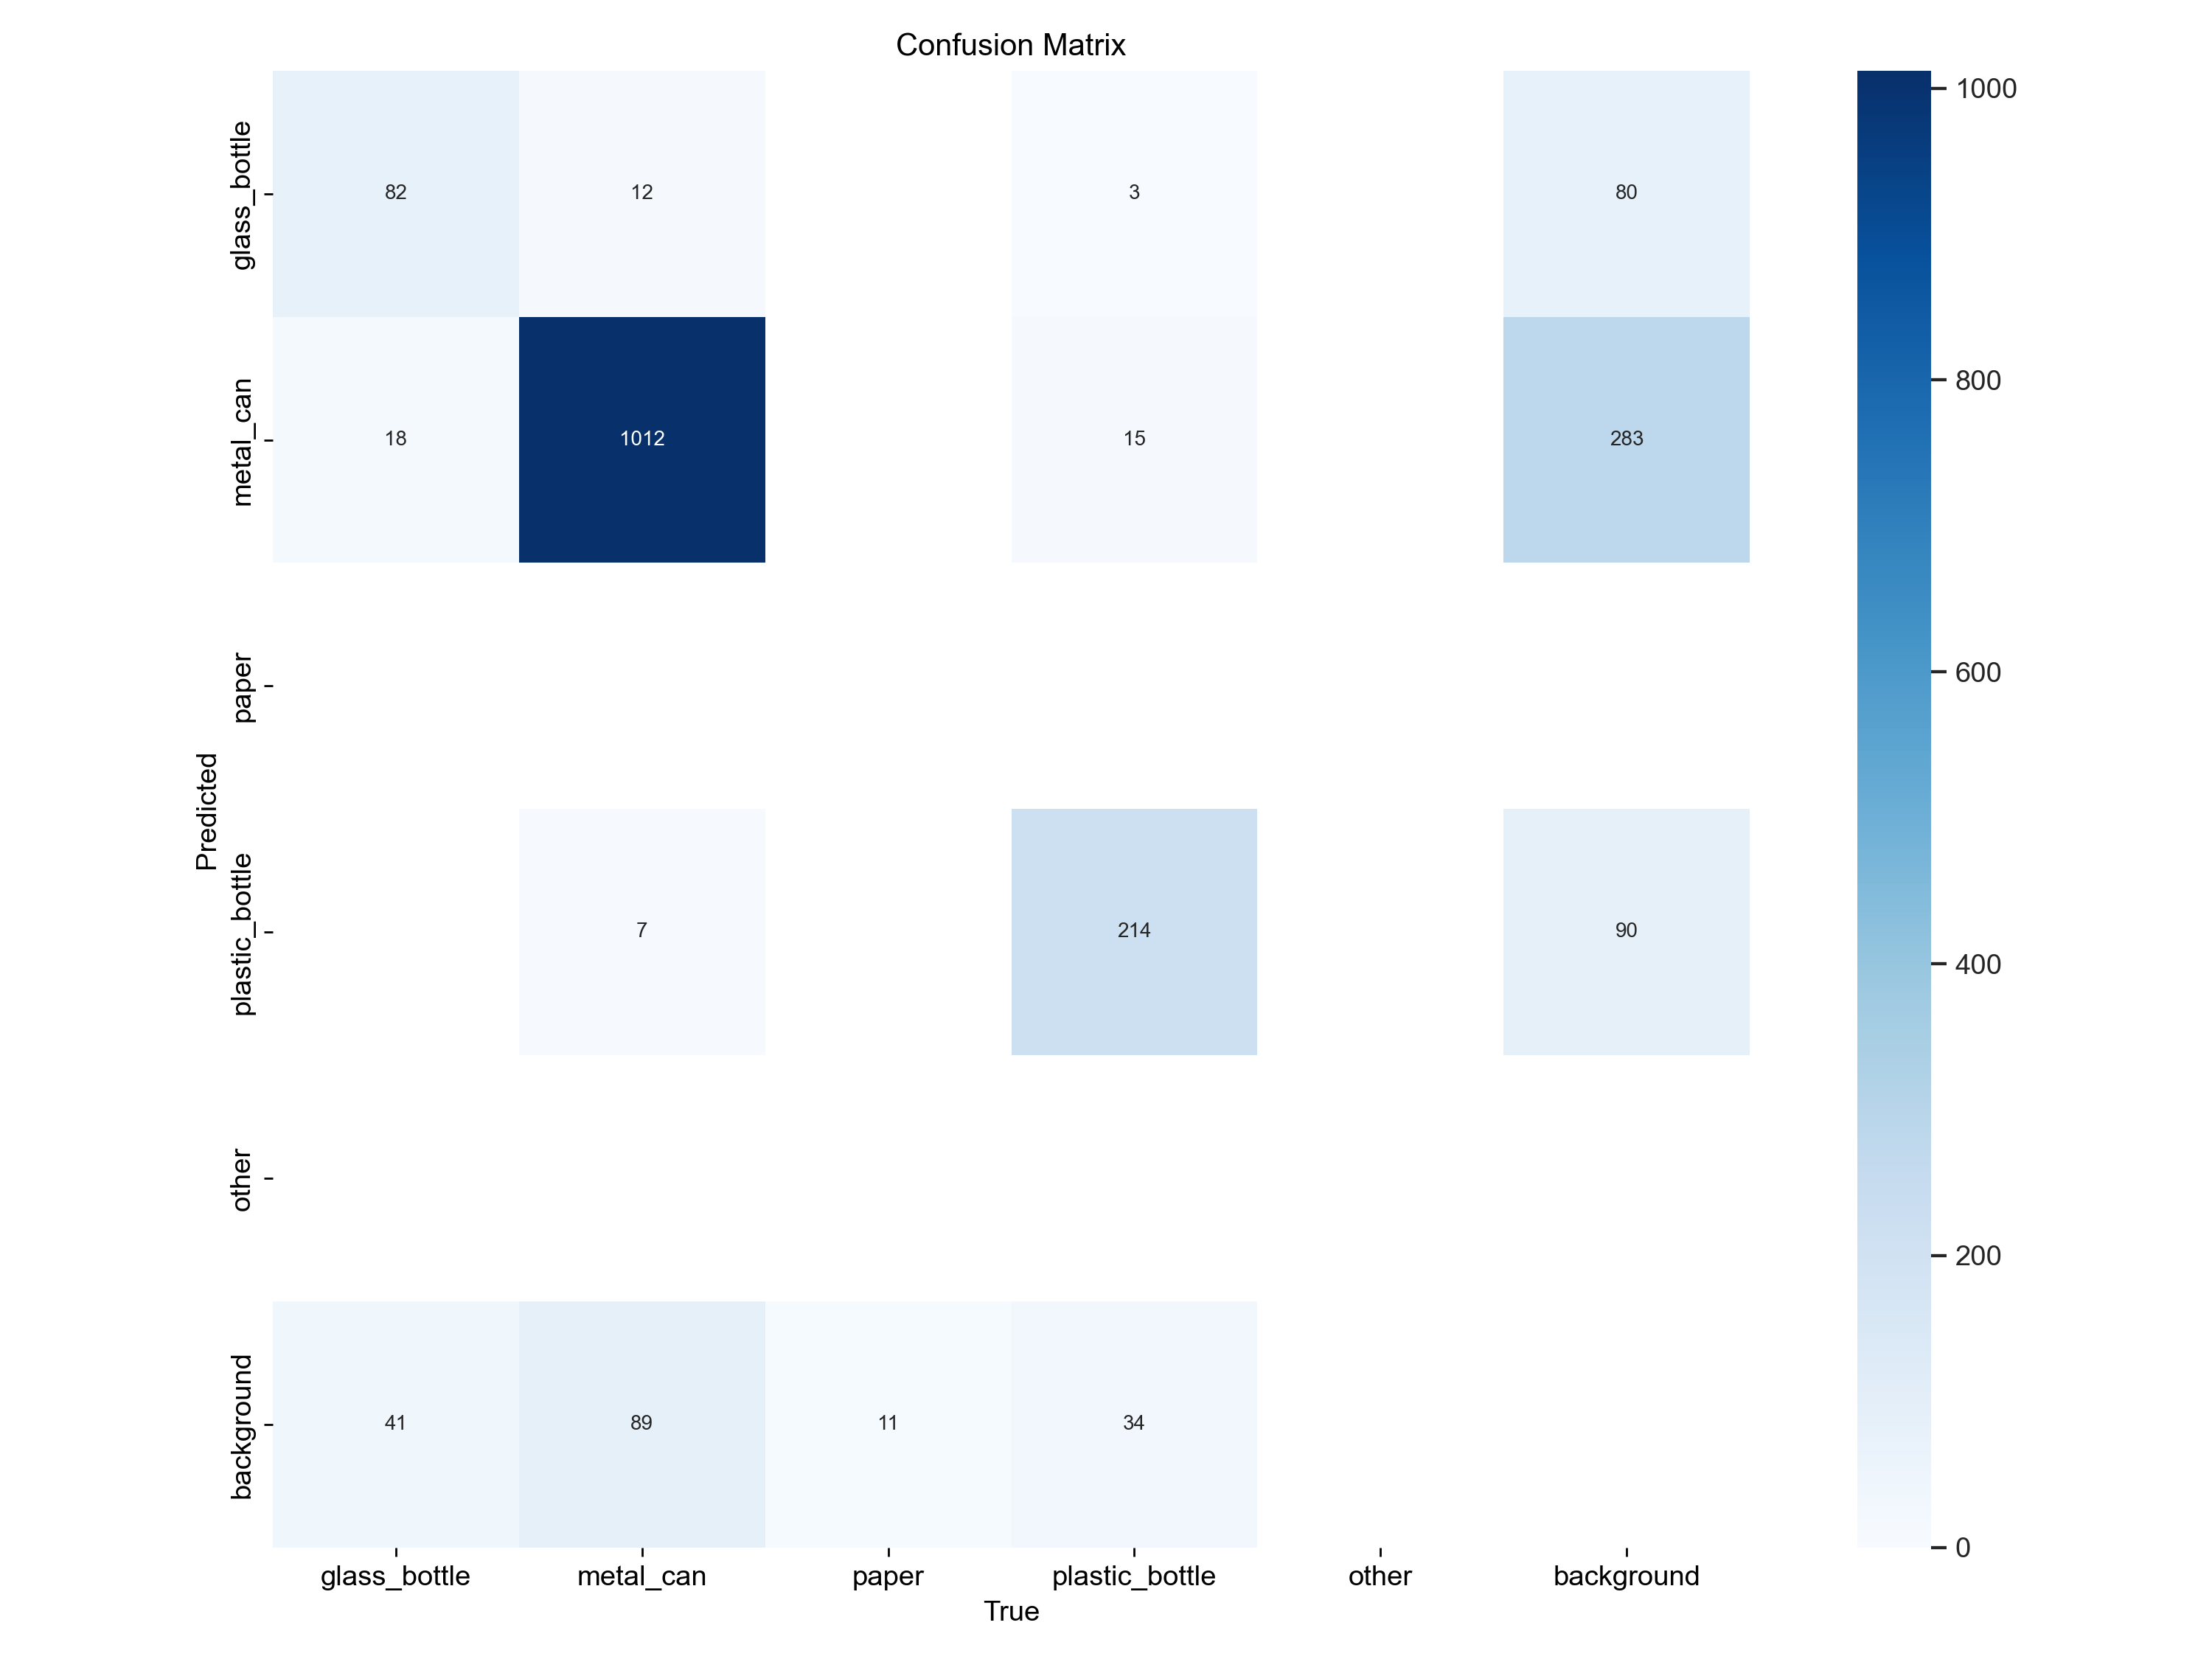 Confusion Matrix
glass_bottle 82 12 3 80
metal_can 18 1012 15 283
paper
plastic_bottle 7 214 90
other
background 41 89 11 34
glass_bottle metal_can paper plastic_bottle other background
True
Predicted
1000
800
600
400
200
0